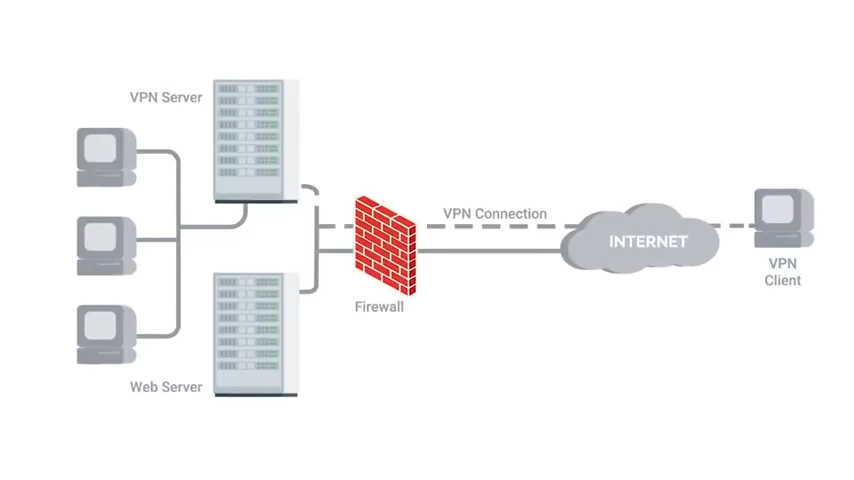 VPN Server
VPN Connection
INTERNET
VPN
Client
Firewall
Web Server